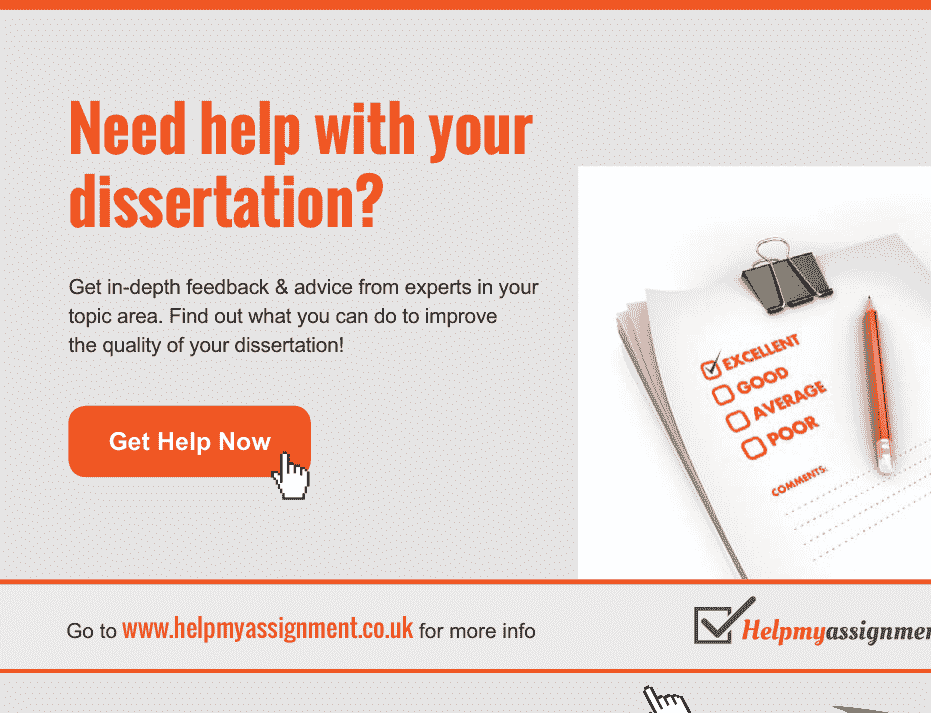 Need help with your
dissertation?
Get in-depth feedback & advice from experts in your
topic area. Find out what you can do to improve
the quality of your dissertation!
Get Help Now
EXCELLENT
GOOD
AVERAGE
POOR
COMMENTS:
Go to www.helpmyassignment.co.uk for more info
Helpmyassignmen